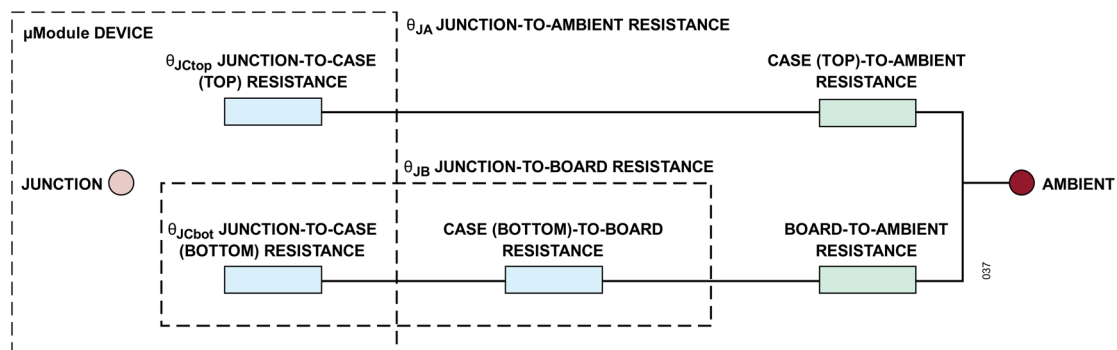 µModule DEVICE
θJA JUNCTION-TO-AMBIENT RESISTANCE
θJCtop JUNCTION-TO-CASE
(TOP) RESISTANCE
CASE (TOP)-TO-AMBIENT
RESISTANCE
θJB JUNCTION-TO-BOARD RESISTANCE
JUNCTION
AMBIENT
θJCbot JUNCTION-TO-CASE
(BOTTOM) RESISTANCE
CASE (BOTTOM)-TO-BOARD
RESISTANCE
BOARD-TO-AMBIENT
RESISTANCE
037